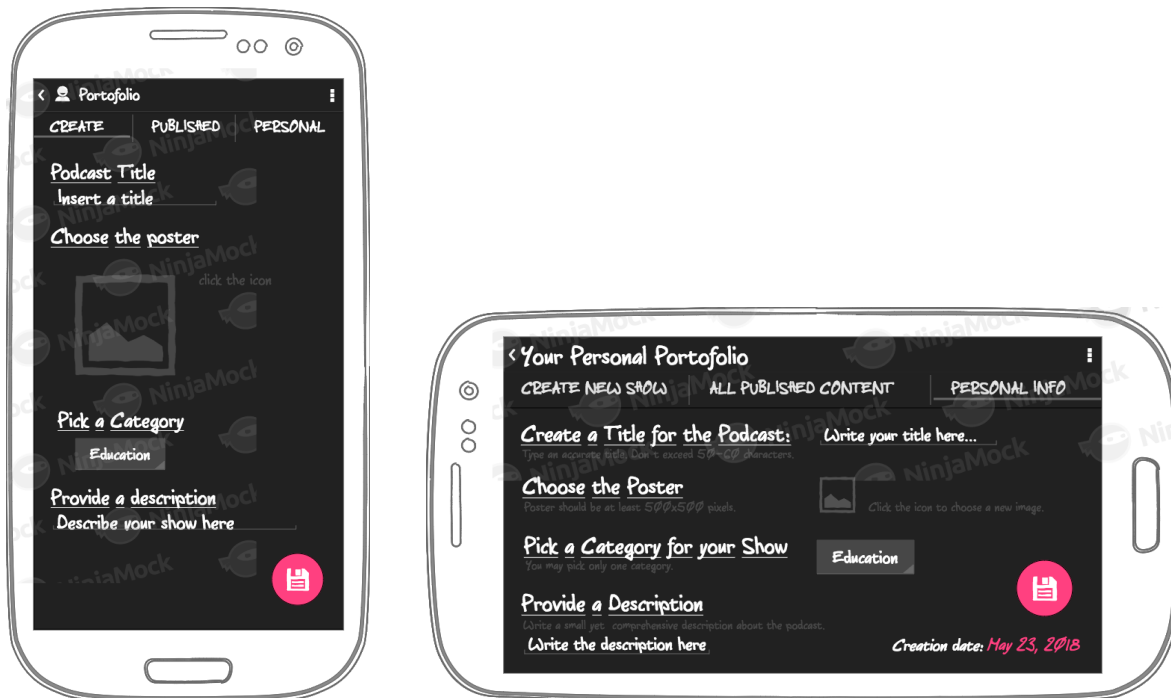 Portofolio
CREATE PUBLISHED PERSONAL
Podcast Title
Insert a title
Choose the poster
click the icon
Pick a Category
Education
Provide a description
Describe your show here
Your Personal Portofolio
CREATE NEW SHOW ALL PUBLISHED CONTENT PERSONAL INFO
Create a Title for the Podcast: Write your title here...
Type an accurate title. Don't exceed characters.
Choose the Poster
Poster should be at least 500x500 pixels. Click the icon to choose a new image.
Pick a Category for your Show Education
You may pick only one category.
Provide a Description
Write a small yet comprehensive description about the podcast.
Write the description here
Creation date: May 23, 2018
NinjaMock